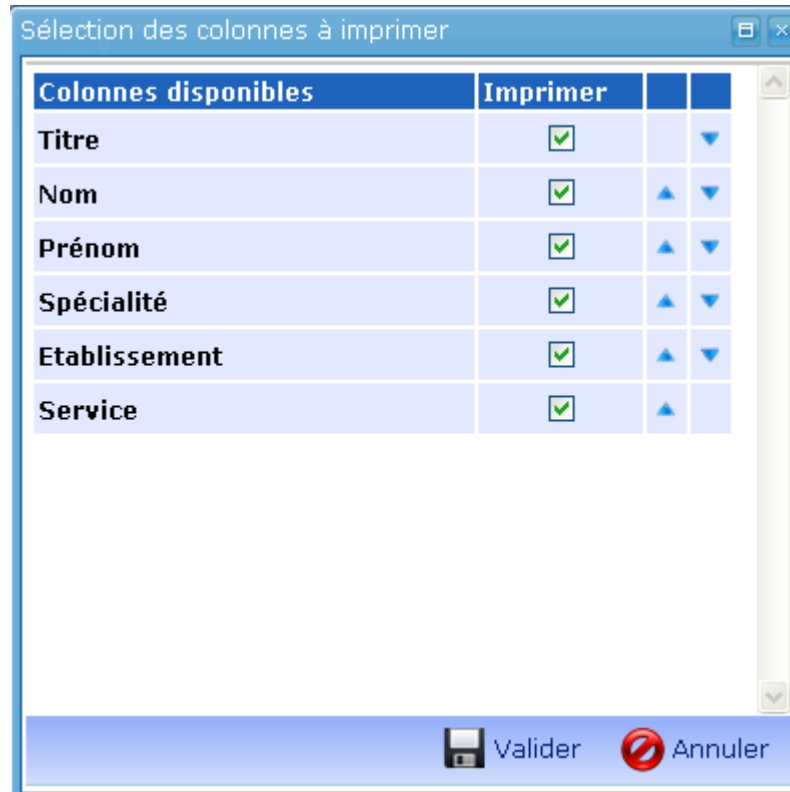 Sélection des colonnes à imprimer
Colonnes disponibles Imprimer
Titre
Nom
Prénom
Spécialité
Etablissement
Service
Valider Annuler